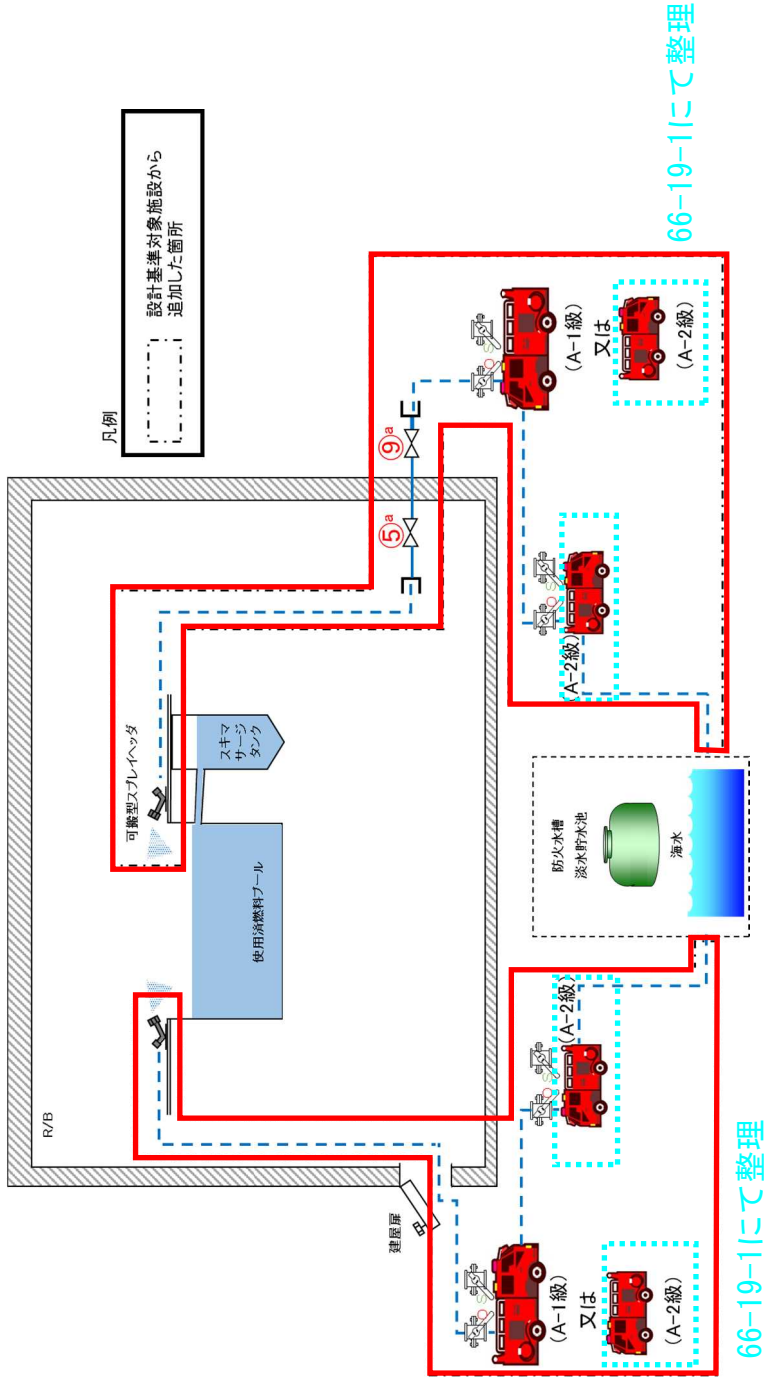 凡例
設計基準対象施設から
追加した箇所
R/B
建屋扉
可搬型スプレイヘッダ
使用済燃料プール
スキマ
サージ
タンク
⑤a
⑨a
(A-1級)
又は
(A-2級)
(A-2級)
防火水槽
淡水貯水池
海水
(A-2級)
(A-1級)
又は
(A-2級)
66-19-1にて整理
66-19-1にて整理